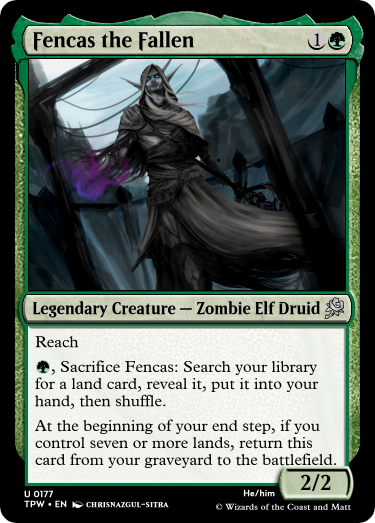 Fencas the Fallen 1
Legendary Creature — Zombie Elf Druid
Reach
, Sacrifice Fencas: Search your library
for a land card, reveal it, put it into your
hand, then shuffle.
At the beginning of your end step, if you
control seven or more lands, return this
card from your graveyard to the battlefield.
2/2
U 0177 He/him
TPW • EN CHRISNAZGUL-SITRA © Wizards of the Coast and Matt